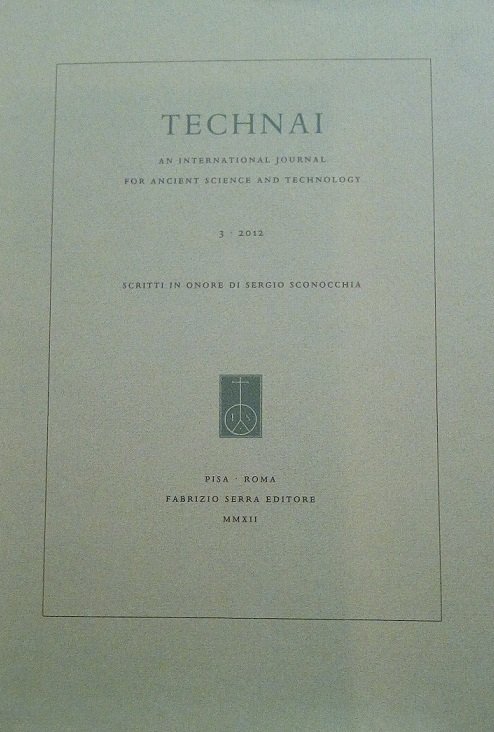 TECHNAI
AN INTERNATIONAL JOURNAL
FOR ANCIENT SCIENCE AND TECHNOLOGY
3 · 2012
SCRITTI IN ONORE DI SERGIO SCONOCCHIA
PISA · ROMA
FABRIZIO SERRA EDITORE
MMXII